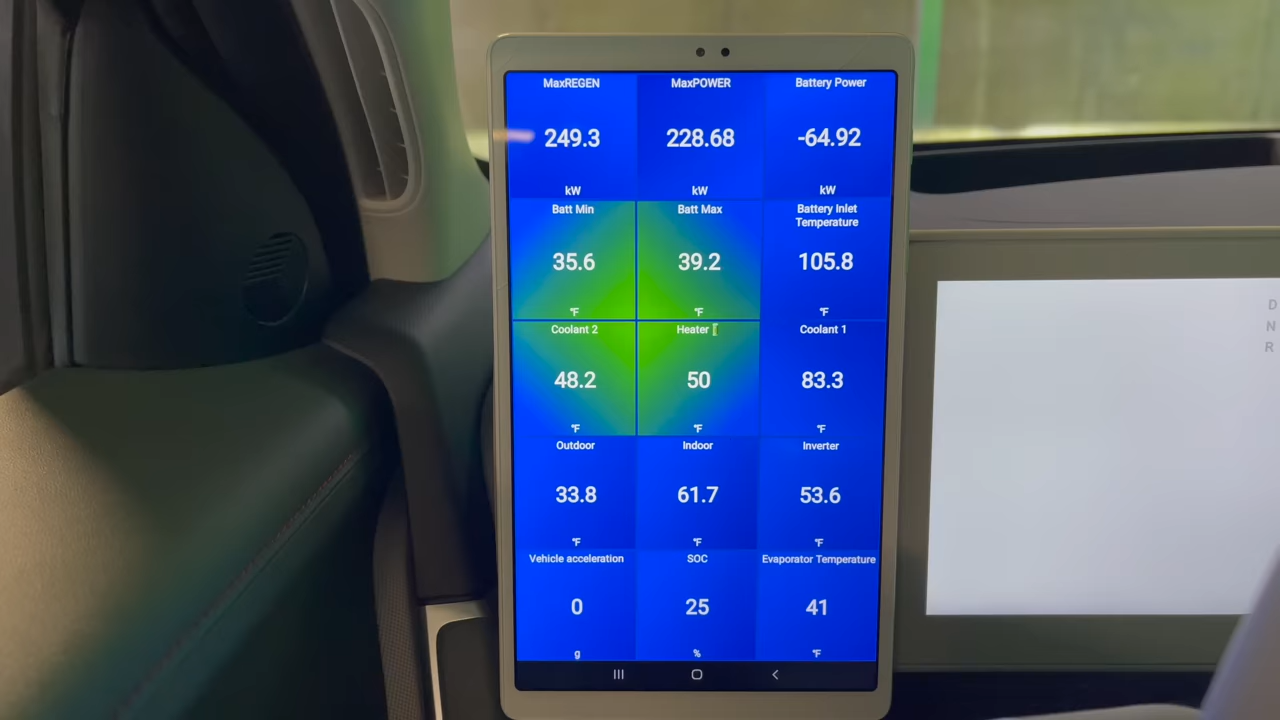 MaxREGEN MaxPOWER Battery Power
249.3 228.68 -64.92
kW kW kW
Batt Min Batt Max Battery Inlet
Temperature
35.6 39.2 105.8
°F °F °F
Coolant 2 Heater Coolant 1
48.2 50 83.3
°F °F °F
Outdoor Indoor Inverter
33.8 61.7 53.6
°F °F °F
Vehicle acceleration SOC Evaporator Temperature
0 25 41
g % °F
D
N
R